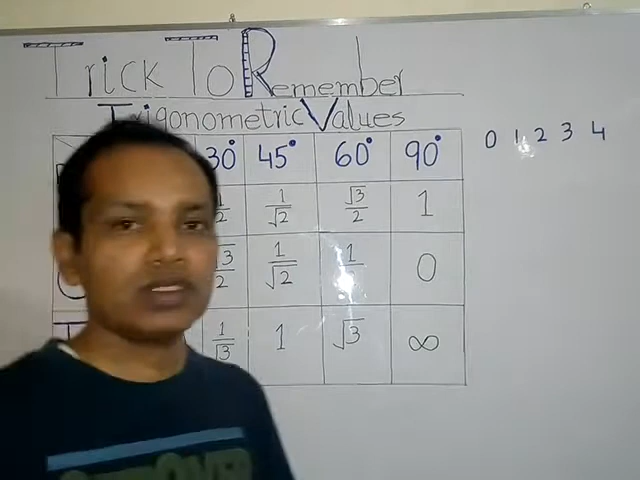 Trick To Remember
Trigonometric Values
30° 45° 60° 90° 0 1 2 3 4
1/√2 √3/2 1
1/√2 0
1/√3 1 √3 ∞